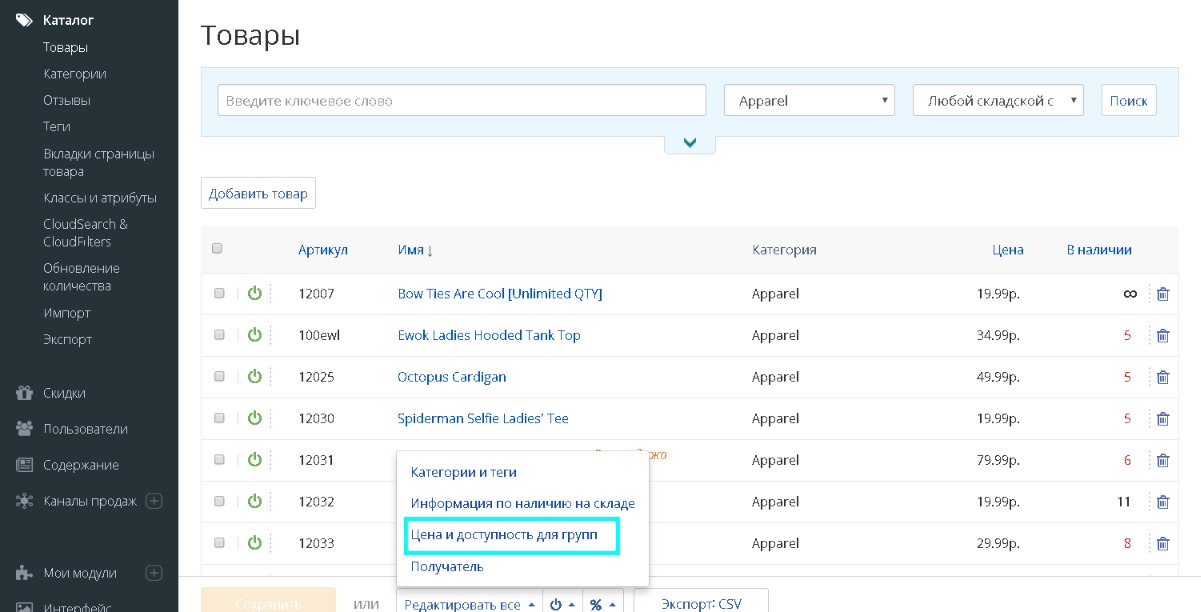 Каталог
Товары
Категории
Отзывы
Теги
Вкладки страницы
товара
Классы и атрибуты
CloudSearch &
CloudFilters
Обновление
количества
Импорт
Экспорт
Скидки
Пользователи
Содержание
Каналы продаж
Мои модули
Интерфейс
Товары
Введите ключевое слово
Apparel
Любой складской с
Поиск
Добавить товар
Артикул Имя ↓ Категория Цена В наличии
12007 Bow Ties Are Cool [Unlimited QTY] Apparel 19.99р. ∞
100ewl Ewok Ladies Hooded Tank Top Apparel 34.99р. 5
12025 Octopus Cardigan Apparel 49.99р. 5
12030 Spiderman Selfie Ladies' Tee Apparel 19.99р. 5
12031 Apparel 79.99р. 6
12032 Apparel 19.99р. 11
12033 Apparel 29.99р. 8
Категории и теги
Информация по наличию на складе
Цена и доступность для групп
Получатель
Сохранить или Редактировать все % Экспорт: CSV